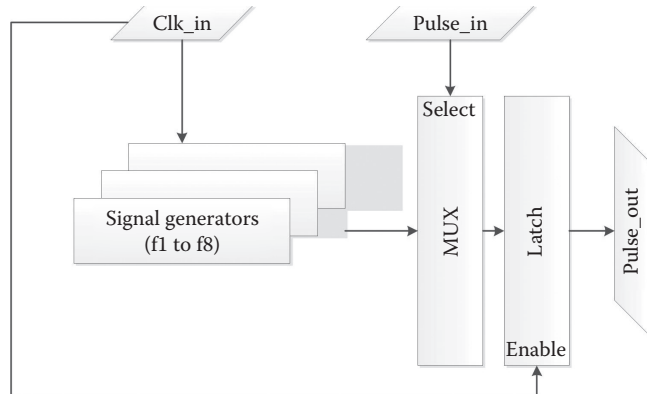 Clk_in
Pulse_in
Select
Signal generators
(f1 to f8)
MUX
Latch
Pulse_out
Enable